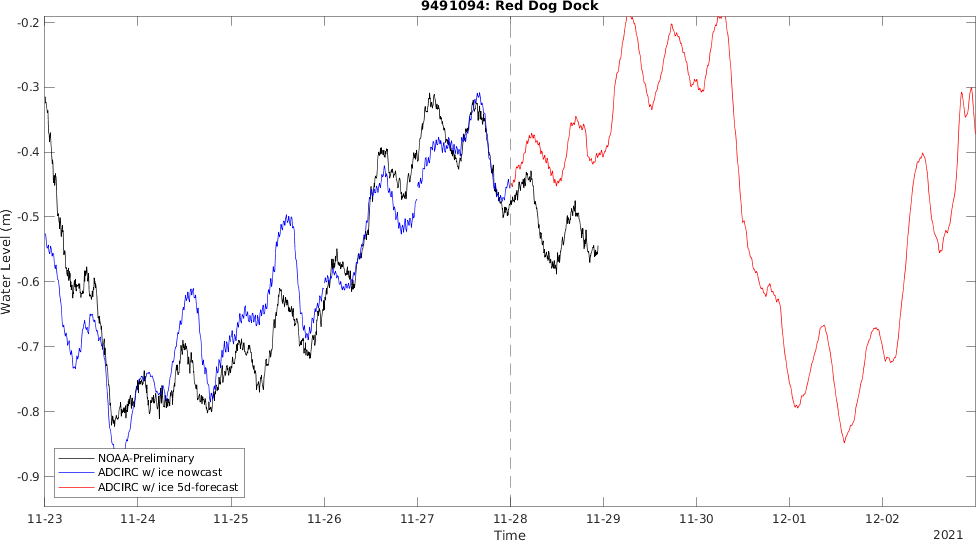 9491094: Red Dog Dock
Water Level (m)
-0.2
-0.3
-0.4
-0.5
-0.6
-0.7
-0.8
-0.9
NOAA-Preliminary
ADCIRC w/ ice nowcast
ADCIRC w/ ice 5d-forecast
11-23 11-24 11-25 11-26 11-27 11-28 11-29 11-30 12-01 12-02
Time
2021